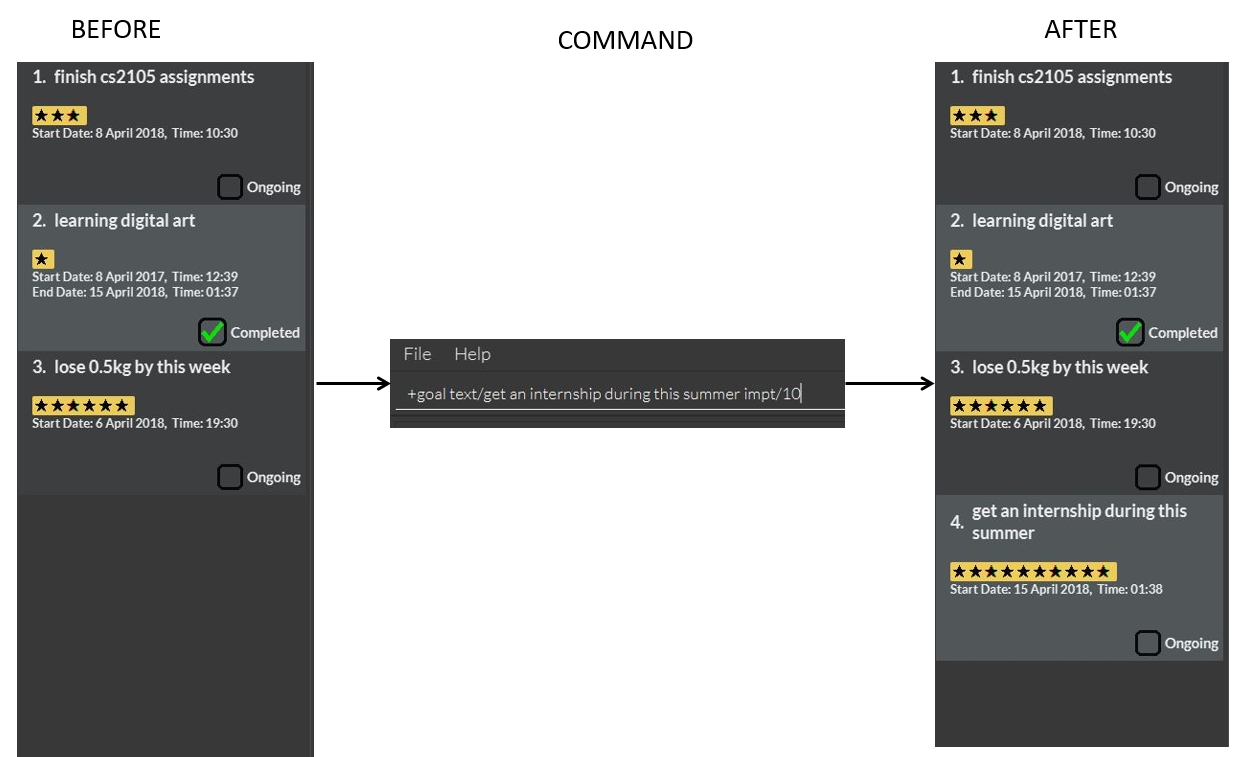 BEFORE
1. finish cs2105 assignments
Start Date: 8 April 2018, Time: 10:30
Ongoing
2. learning digital art
Start Date: 8 April 2017, Time: 12:39
End Date: 15 April 2018, Time: 01:37
Completed
3. lose 0.5kg by this week
Start Date: 6 April 2018, Time: 19:30
Ongoing
COMMAND
File Help
+goal text/get an internship during this summer impt/10
AFTER
1. finish cs2105 assignments
Start Date: 8 April 2018, Time: 10:30
Ongoing
2. learning digital art
Start Date: 8 April 2017, Time: 12:39
End Date: 15 April 2018, Time: 01:37
Completed
3. lose 0.5kg by this week
Start Date: 6 April 2018, Time: 19:30
Ongoing
4. get an internship during this
summer
Start Date: 15 April 2018, Time: 01:38
Ongoing